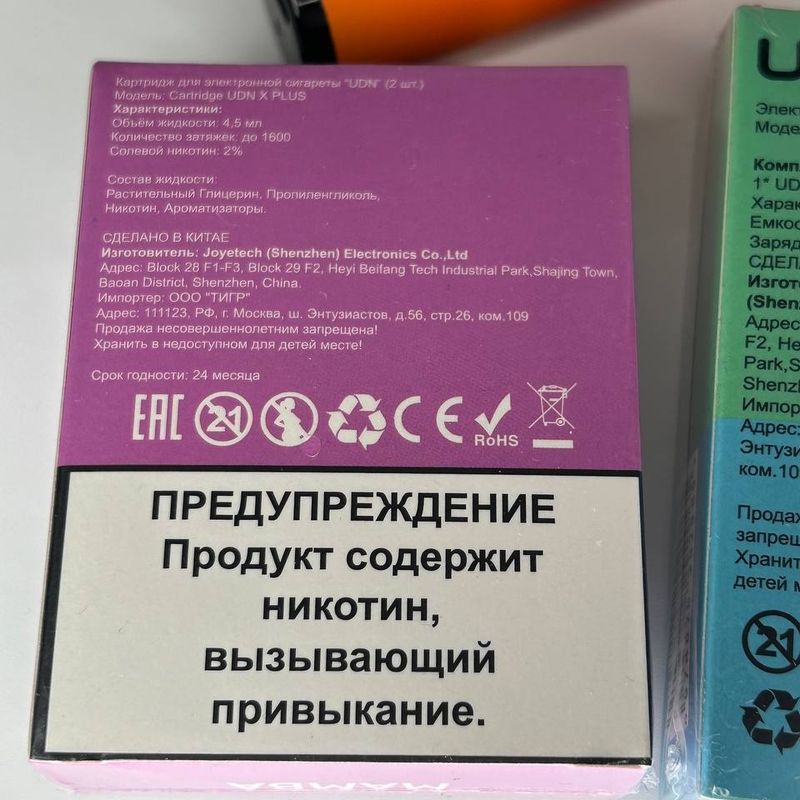 Картридж для электронной сигареты "UDN" (2 шт.)
Модель: Cartridge UDN X PLUS
Характеристики:
Объём жидкости: 4,5 мл
Количество затяжек: до 1600
Солевой никотин: 2%
Состав жидкости:
Растительный Глицерин, Пропиленгликоль,
Никотин, Ароматизаторы.
СДЕЛАНО В КИТАЕ
Изготовитель: Joyetech (Shenzhen) Electronics Co.,Ltd
Адрес: Block 28 F1-F3, Block 29 F2, Heyi Beifang Tech Industrial Park,Shajing Town,
Baoan District, Shenzhen, China.
Импортер: ООО "ТИГР"
Адрес: 111123, РФ, г. Москва, ш. Энтузиастов, д.56, стр.26, ком.109
Продажа несовершеннолетним запрещена!
Хранить в недоступном для детей месте!
Срок годности: 24 месяца
EAC 21 CE RoHS
ПРЕДУПРЕЖДЕНИЕ
Продукт содержит
никотин,
вызывающий
привыкание.
MAMBA
U
Элект
Моде
Комп
1* UD
Харак
Емкос
Заряд
СДЕЛ
Изгото
(Shen
Адрес
F2, He
Park,S
Shenz
Импор
Адрес:
Энтузи
ком.10
Прода
запрещ
Хранит
детей м
21